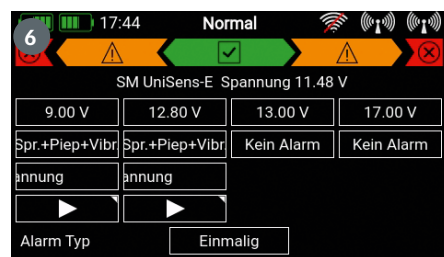 6 17:44 Normal
SM UniSens-E Spannung 11.48 V
9.00 V 12.80 V 13.00 V 17.00 V
Spr.+Piep+Vibr. Spr.+Piep+Vibr. Kein Alarm Kein Alarm
annung annung
Alarm Typ Einmalig